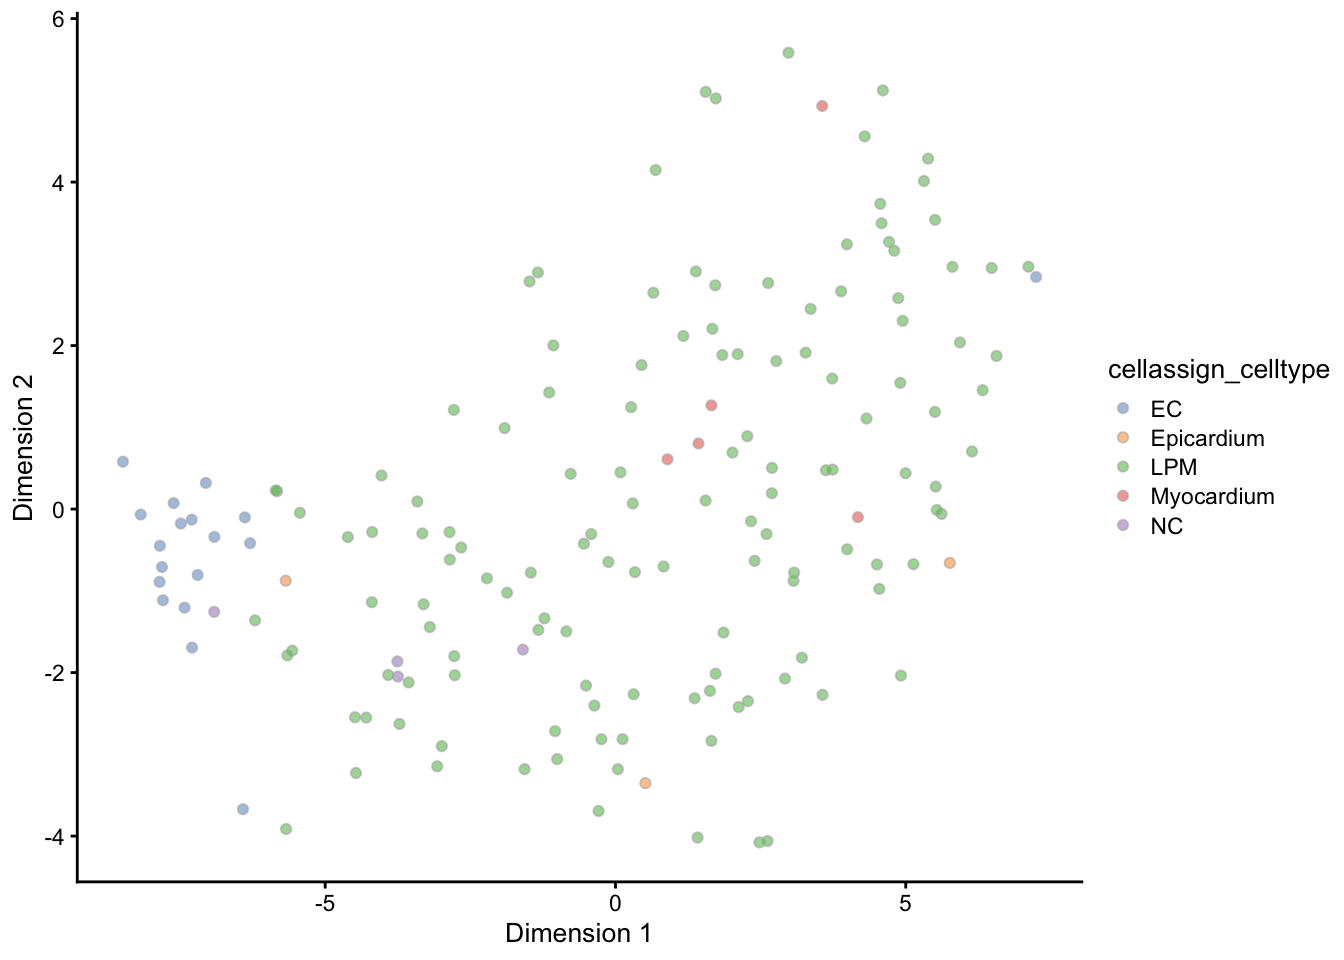 6
4
2
0
-2
-4
-5
0
5
Dimension 1
Dimension 2
cellassign_celltype
EC
Epicardium
LPM
Myocardium
NC